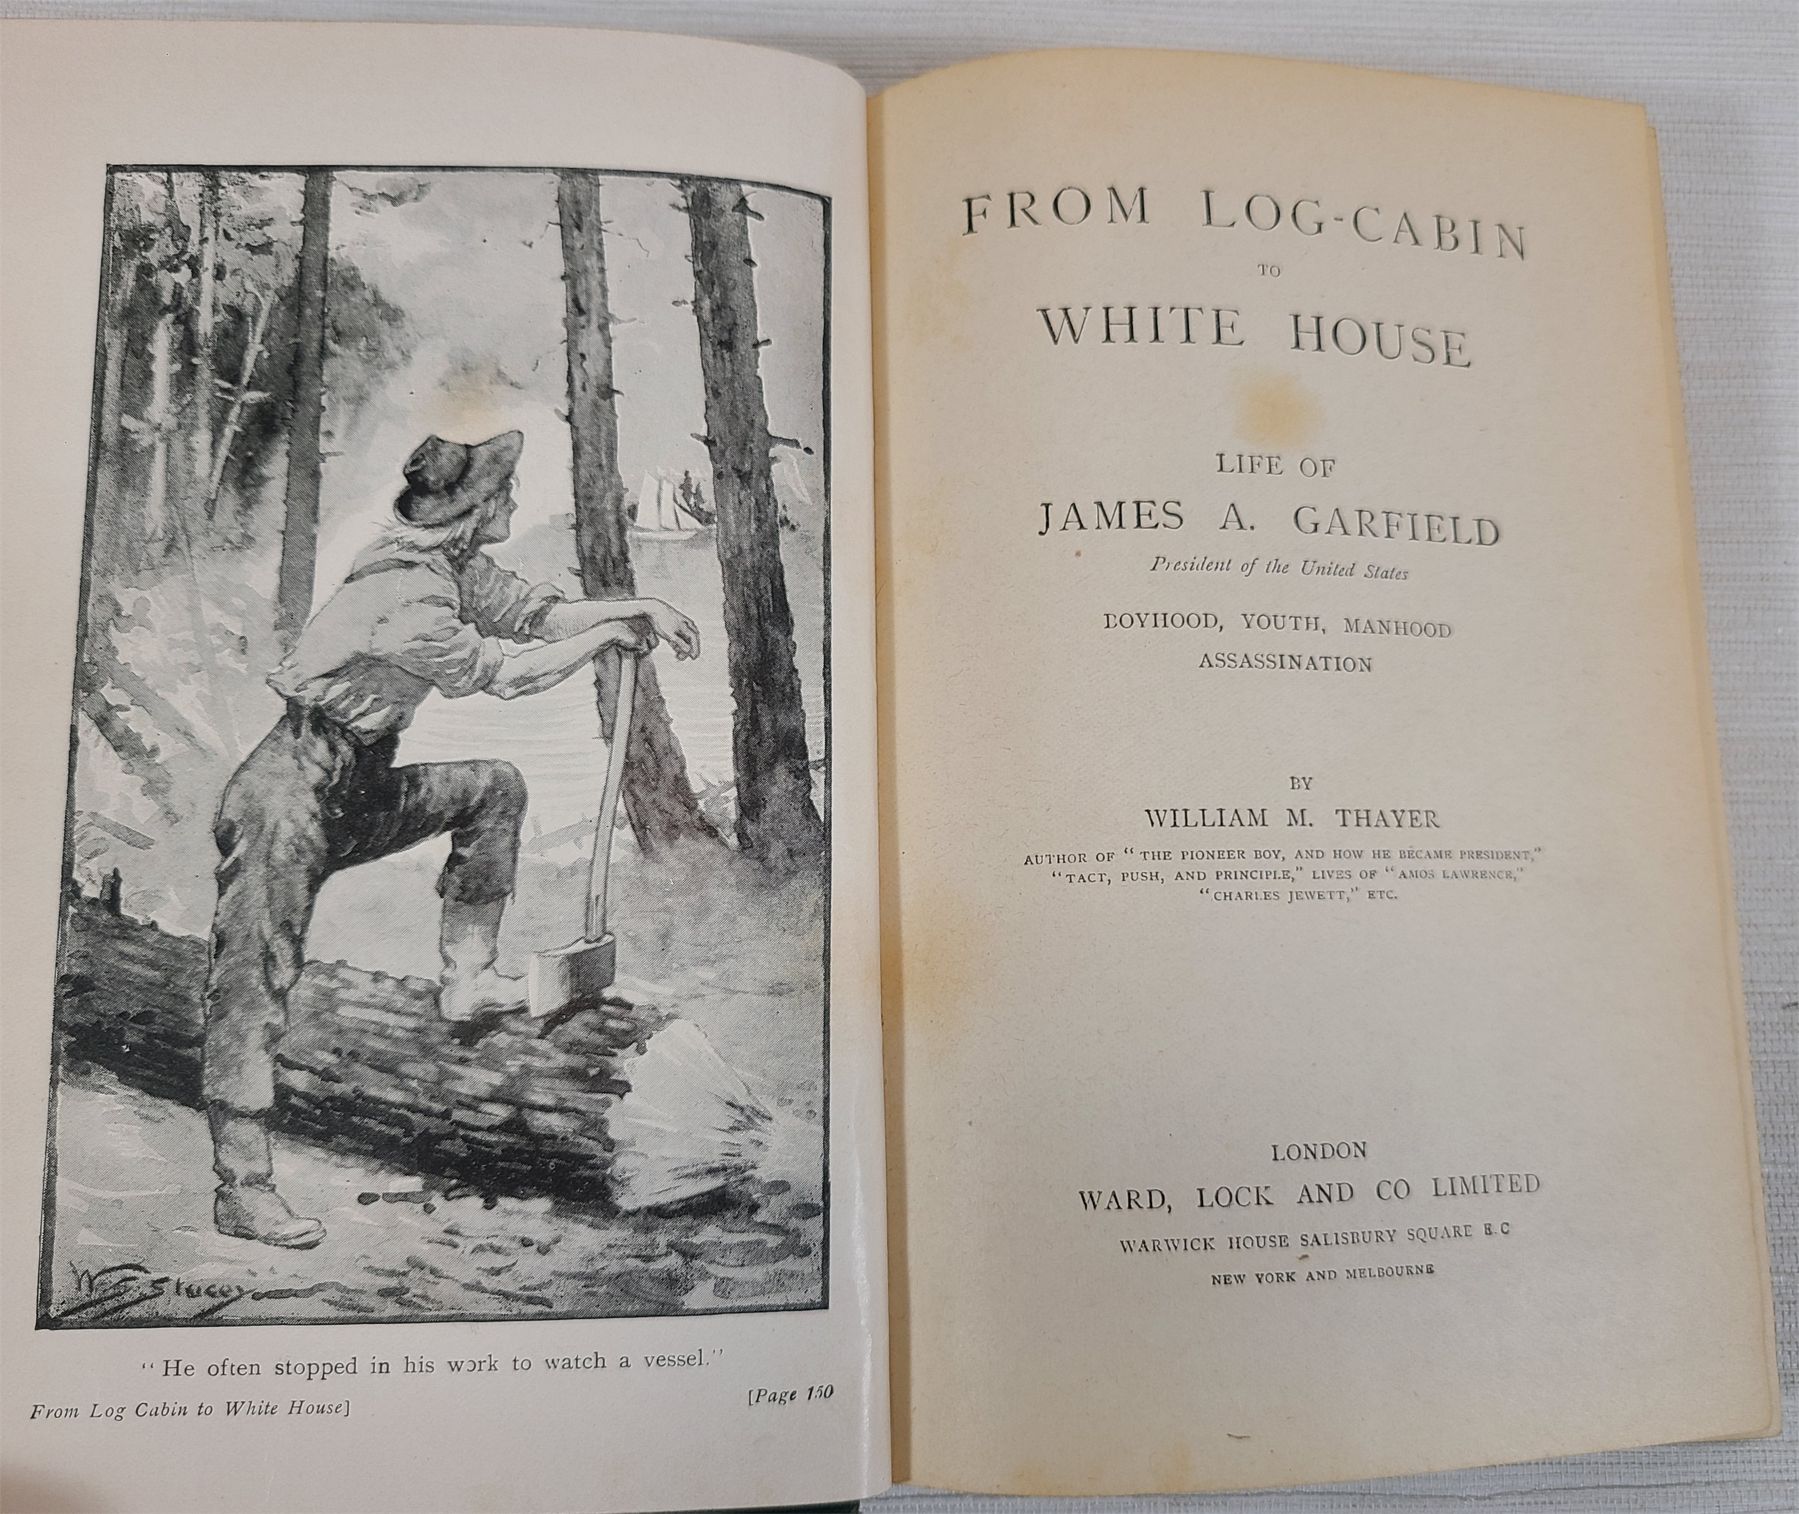 W S Stacey
"He often stopped in his work to watch a vessel."
From Log Cabin to White House]
[Page 150
FROM LOG-CABIN
TO
WHITE HOUSE
LIFE OF
JAMES A. GARFIELD
President of the United States
BOYHOOD, YOUTH, MANHOOD
ASSASSINATION
BY
WILLIAM M. THAYER
AUTHOR OF "THE PIONEER BOY, AND HOW HE BECAME PRESIDENT,"
"TACT, PUSH, AND PRINCIPLE," LIVES OF "AMOS LAWRENCE,"
"CHARLES JEWETT," ETC.
LONDON
WARD, LOCK AND CO LIMITED
WARWICK HOUSE SALISBURY SQUARE E.C
NEW YORK AND MELBOURNE